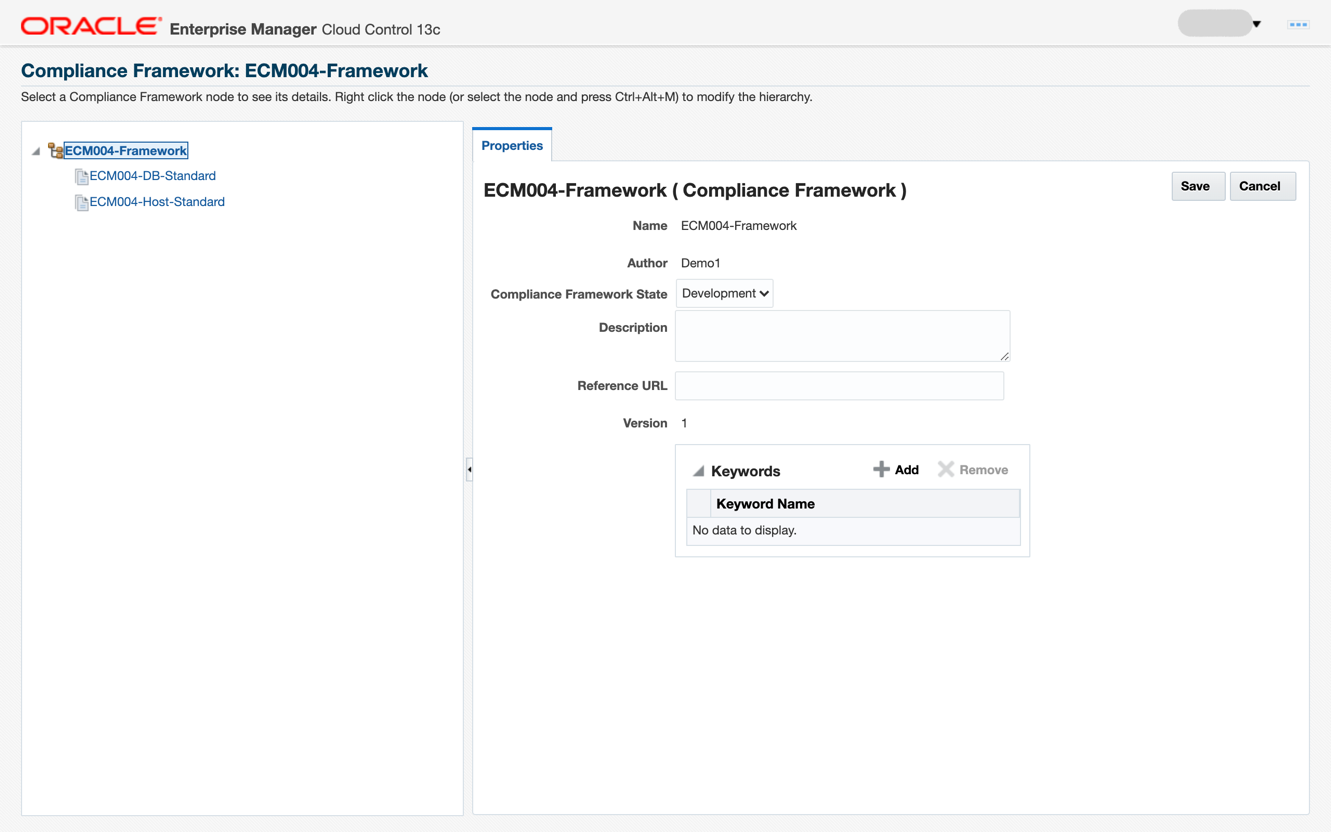 ORACLE Enterprise Manager Cloud Control 13c
Compliance Framework: ECM004-Framework
Select a Compliance Framework node to see its details. Right click the node (or select the node and press Ctrl+Alt+M) to modify the hierarchy.
ECM004-Framework
ECM004-DB-Standard
ECM004-Host-Standard
Properties
ECM004-Framework ( Compliance Framework )
Save Cancel
Name ECM004-Framework
Author Demo1
Compliance Framework State Development
Description
Reference URL
Version 1
Keywords Add Remove
Keyword Name
No data to display.